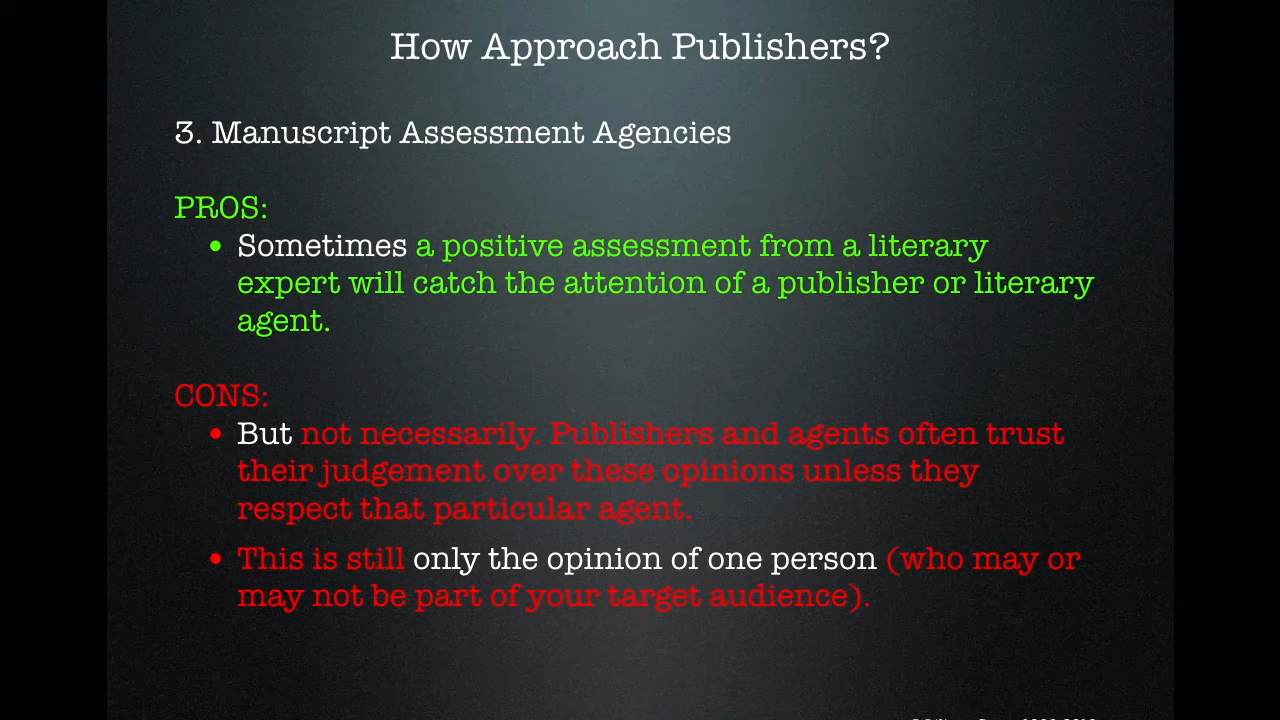 How Approach Publishers?
3. Manuscript Assessment Agencies
PROS:
• Sometimes a positive assessment from a literary
expert will catch the attention of a publisher or literary
agent.
CONS:
• But not necessarily. Publishers and agents often trust
their judgement over these opinions unless they
respect that particular agent.
• This is still only the opinion of one person (who may or
may not be part of your target audience).